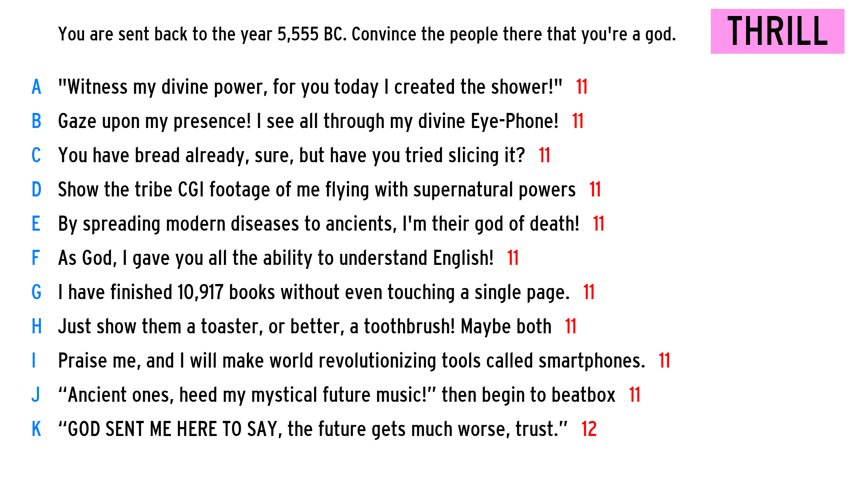 You are sent back to the year 5,555 BC. Convince the people there that you're a god.
THRILL
A "Witness my divine power, for you today I created the shower!" 11
B Gaze upon my presence! I see all through my divine Eye-Phone! 11
C You have bread already, sure, but have you tried slicing it? 11
D Show the tribe CGI footage of me flying with supernatural powers 11
E By spreading modern diseases to ancients, I'm their god of death! 11
F As God, I gave you all the ability to understand English! 11
G I have finished 10,917 books without even touching a single page. 11
H Just show them a toaster, or better, a toothbrush! Maybe both 11
I Praise me, and I will make world revolutionizing tools called smartphones. 11
J “Ancient ones, heed my mystical future music!” then begin to beatbox 11
K “GOD SENT ME HERE TO SAY, the future gets much worse, trust.” 12